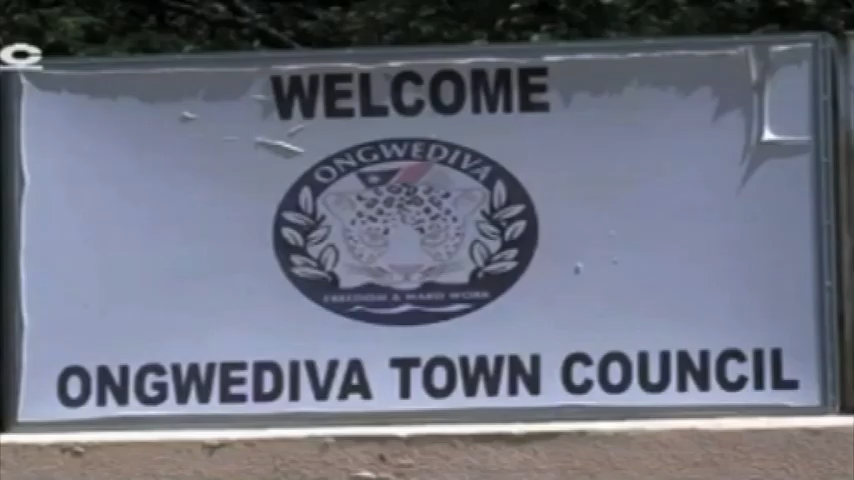 C
WELCOME
ONGWEDIVA
FREEDOM & HARD WORK
ONGWEDIVA TOWN COUNCIL